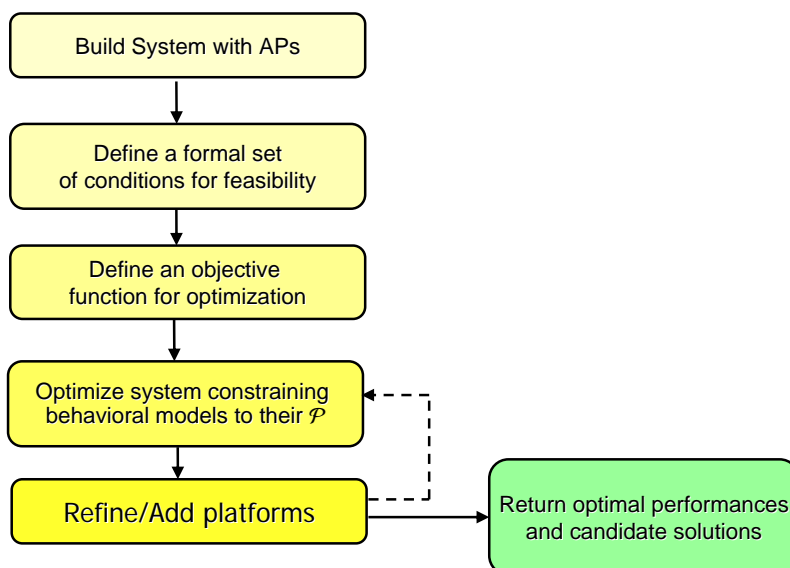 Build System with APs
Define a formal set
of conditions for feasibility
Define an objective
function for optimization
Optimize system constraining
behavioral models to their 𝒫
Refine/Add platforms
Return optimal performances
and candidate solutions